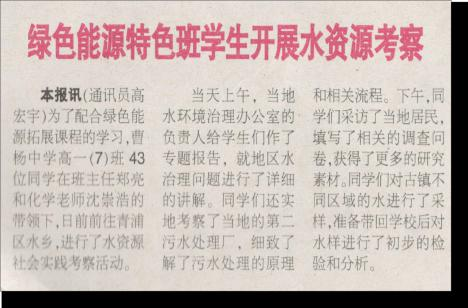 绿色能源特色班学生开展水资源考察
本报讯(通讯员高
宏宇)为了配合绿色能
源拓展课程的学习,曹
杨中学高一(7)班 43
位同学在班主任郑亮
和化学老师沈崇浩的
带领下,日前前往青浦
区水乡,进行了水资源
社会实践考察活动。
当天上午，当地
水环境治理办公室的
负责人给学生们作了
专题报告，就地区水
治理问题进行了详细
的讲解。同学们还实
地考察了当地的第二
污水处理厂，细致了
解了污水处理的原理
和相关流程。下午,同
学们采访了当地居民,
填写了相关的调查问
卷,获得了更多的研究
素材。同学们对古镇不
同区域的水进行了采
样,准备带回学校后对
水样进行了初步的检
验和分析。